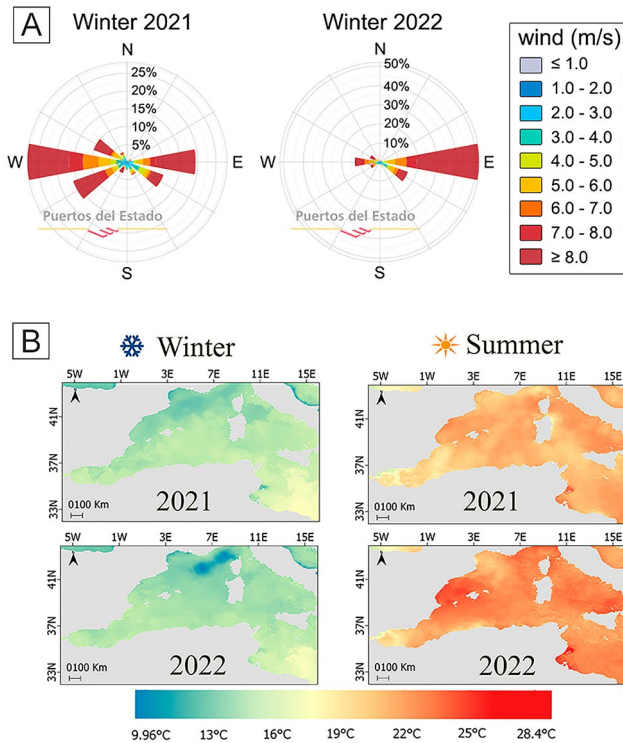 A
Winter 2021
Winter 2022
N
25%
20%
15%
10%
5%
W
E
S
Puertos del Estado
N
50%
40%
30%
20%
10%
W
E
S
Puertos del Estado
wind (m/s)
≤ 1.0
1.0 - 2.0
2.0 - 3.0
3.0 - 4.0
4.0 - 5.0
5.0 - 6.0
6.0 - 7.0
7.0 - 8.0
≥ 8.0
B
Winter
Summer
5W 1W 3E 7E 11E 15E
41N
37N
33N
0100 Km
2021
5W 1W 3E 7E 11E 15E
41N
37N
33N
0100 Km
2021
5W 1W 3E 7E 11E 15E
41N
37N
33N
0100 Km
2022
5W 1W 3E 7E 11E 15E
41N
37N
33N
0100 Km
2022
9.96°C 13°C 16°C 19°C 22°C 25°C 28.4°C